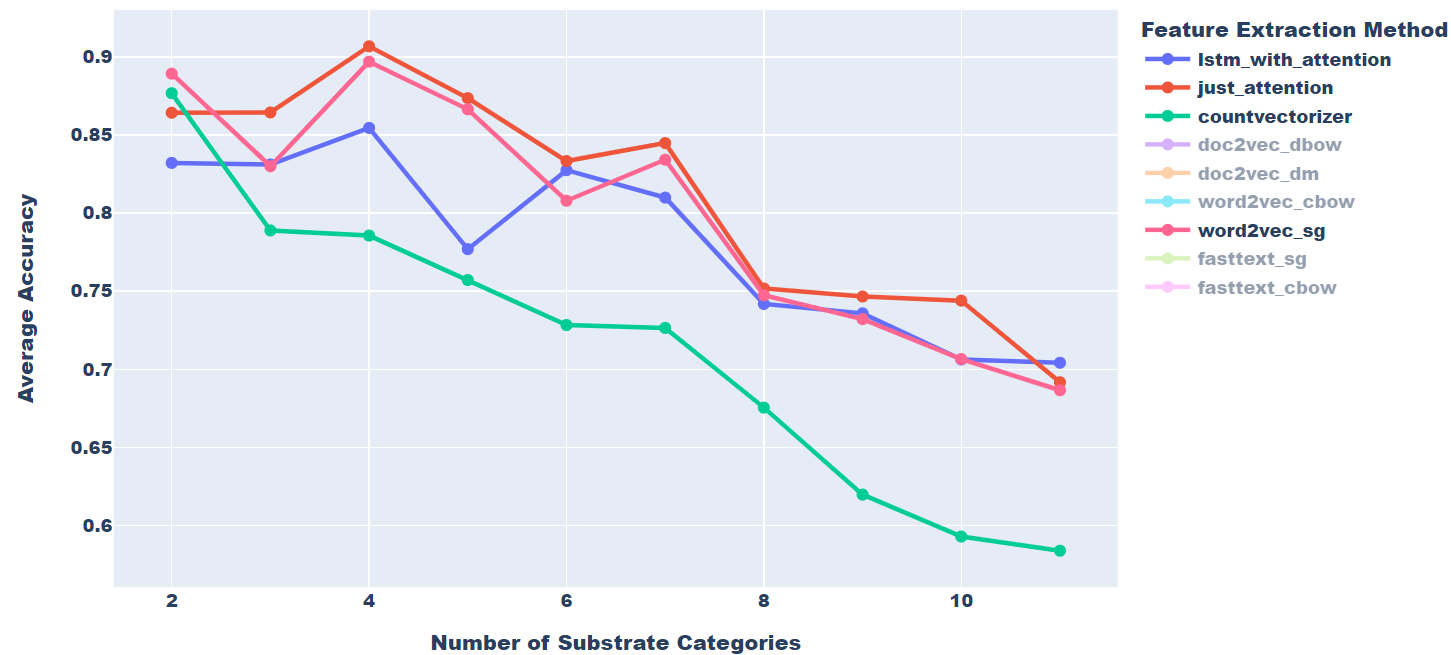 Feature Extraction Method
lstm_with_attention
just_attention
countvectorizer
doc2vec_dbow
doc2vec_dm
word2vec_cbow
word2vec_sg
fasttext_sg
fasttext_cbow
Average Accuracy
0.9
0.85
0.8
0.75
0.7
0.65
0.6
2 4 6 8 10
Number of Substrate Categories